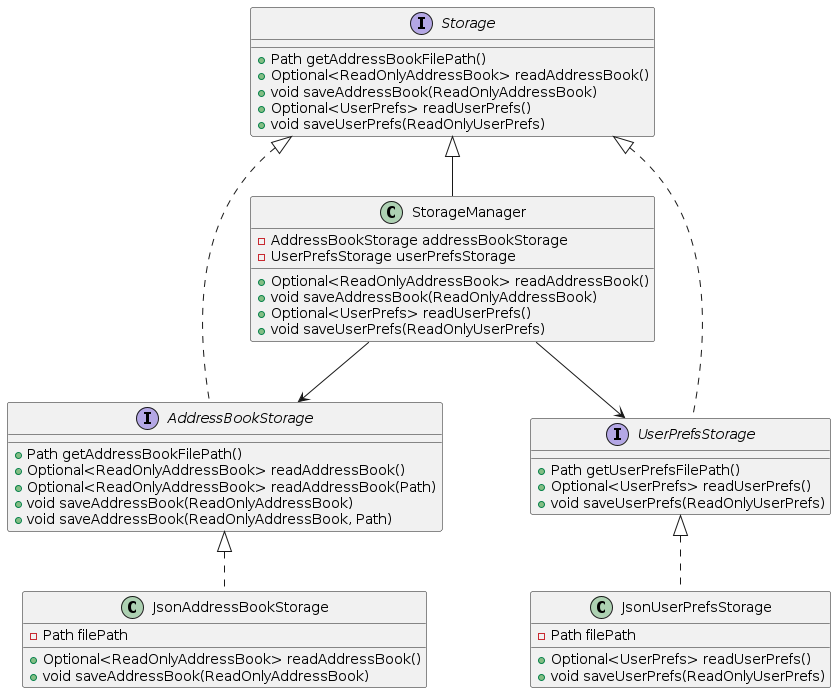 I Storage
Path getAddressBookFilePath()
Optional<ReadOnlyAddressBook> readAddressBook()
void saveAddressBook(ReadOnlyAddressBook)
Optional<UserPrefs> readUserPrefs()
void saveUserPrefs(ReadOnlyUserPrefs)
C StorageManager
AddressBookStorage addressBookStorage
UserPrefsStorage userPrefsStorage
Optional<ReadOnlyAddressBook> readAddressBook()
void saveAddressBook(ReadOnlyAddressBook)
Optional<UserPrefs> readUserPrefs()
void saveUserPrefs(ReadOnlyUserPrefs)
I AddressBookStorage
Path getAddressBookFilePath()
Optional<ReadOnlyAddressBook> readAddressBook()
Optional<ReadOnlyAddressBook> readAddressBook(Path)
void saveAddressBook(ReadOnlyAddressBook)
void saveAddressBook(ReadOnlyAddressBook, Path)
I UserPrefsStorage
Path getUserPrefsFilePath()
Optional<UserPrefs> readUserPrefs()
void saveUserPrefs(ReadOnlyUserPrefs)
C JsonAddressBookStorage
Path filePath
Optional<ReadOnlyAddressBook> readAddressBook()
void saveAddressBook(ReadOnlyAddressBook)
C JsonUserPrefsStorage
Path filePath
Optional<UserPrefs> readUserPrefs()
void saveUserPrefs(ReadOnlyUserPrefs)